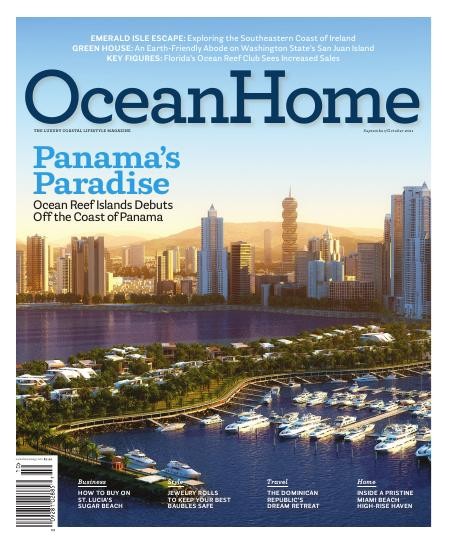 EMERALD ISLE ESCAPE: Exploring the Southeastern Coast of Ireland
GREEN HOUSE: An Earth-Friendly Abode on Washington State's San Juan Island
KEY FIGURES: Florida's Ocean Reef Club Sees Increased Sales
OceanHome
THE LUXURY COASTAL LIFESTYLE MAGAZINE
Panama's
Paradise
Ocean Reef Islands Debuts
Off the Coast of Panama
Business
HOW TO BUY ON
ST. LUCIA'S
SUGAR BEACH
Style
JEWELRY ROLLS
TO KEEP YOUR BEST
BAUBLES SAFE
Travel
THE DOMINICAN
REPUBLIC'S
DREAM RETREAT
Home
INSIDE A PRISTINE
MIAMI BEACH
HIGH-RISE HAVEN